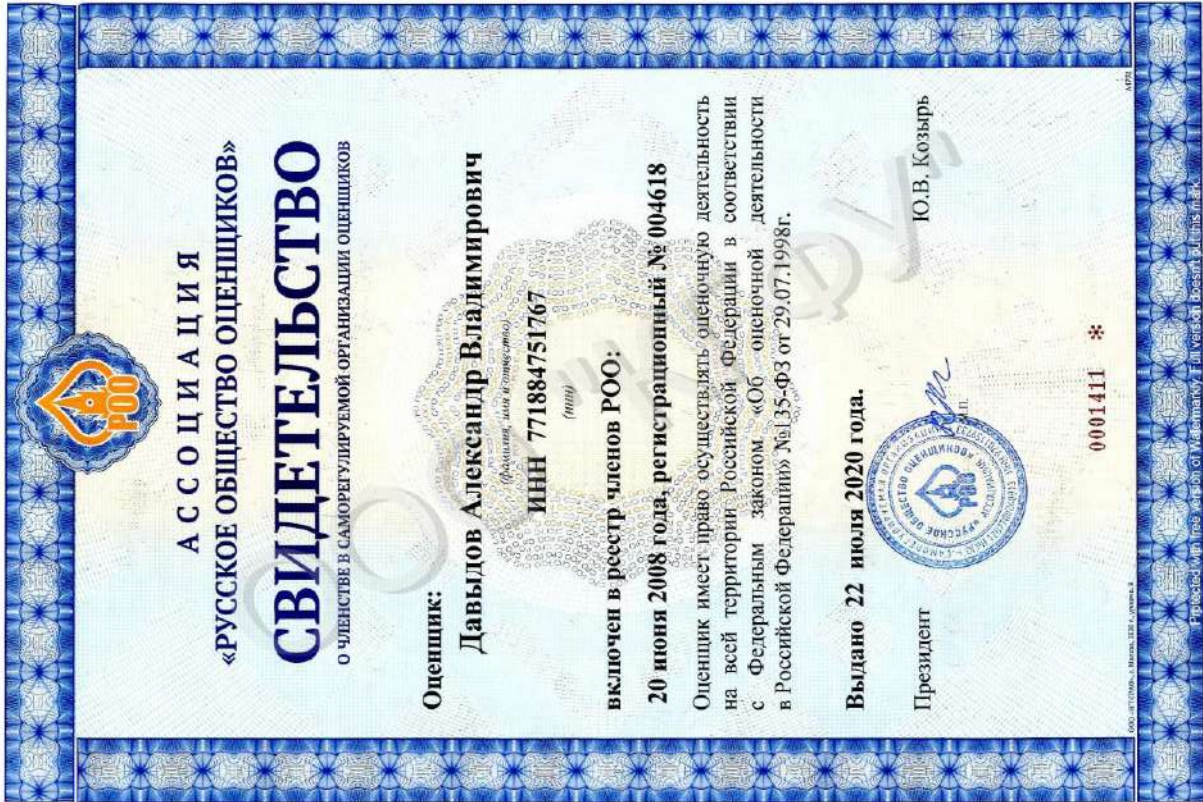 РОО
АССОЦИАЦИЯ
«РУССКОЕ ОБЩЕСТВО ОЦЕНЩИКОВ»
СВИДЕТЕЛЬСТВО
О ЧЛЕНСТВЕ В САМОРЕГУЛИРУЕМОЙ ОРГАНИЗАЦИИ ОЦЕНЩИКОВ
Оценщик:
Давыдов Александр Владимирович
(фамилия, имя и отчество)
ИНН 771884751767
(инн)
включен в реестр членов РОО:
20 июня 2008 года, регистрационный № 004618
Оценщик имеет право осуществлять оценочную деятельность
на всей территории Российской Федерации в соответствии
с Федеральным законом «Об оценочной деятельности
в Российской Федерации» №135-ФЗ от 29.07.1998г.
Выдано 22 июля 2020 года.
Президент
М.П.
Ю.В. Козырь
0001411 *